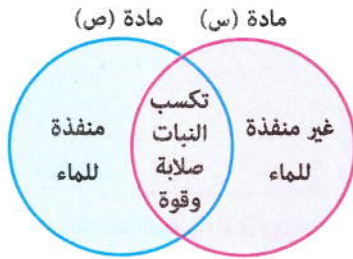 مادة (س)
مادة (ص)
غير منفذة
للماء
تكسب
النبات
صلابة
وقوة
منفذة
للماء